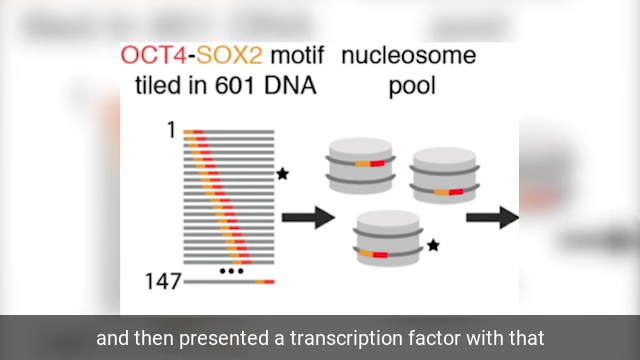 OCT4-SOX2 motif
tiled in 601 DNA
nucleosome
pool
1
147
and then presented a transcription factor with that